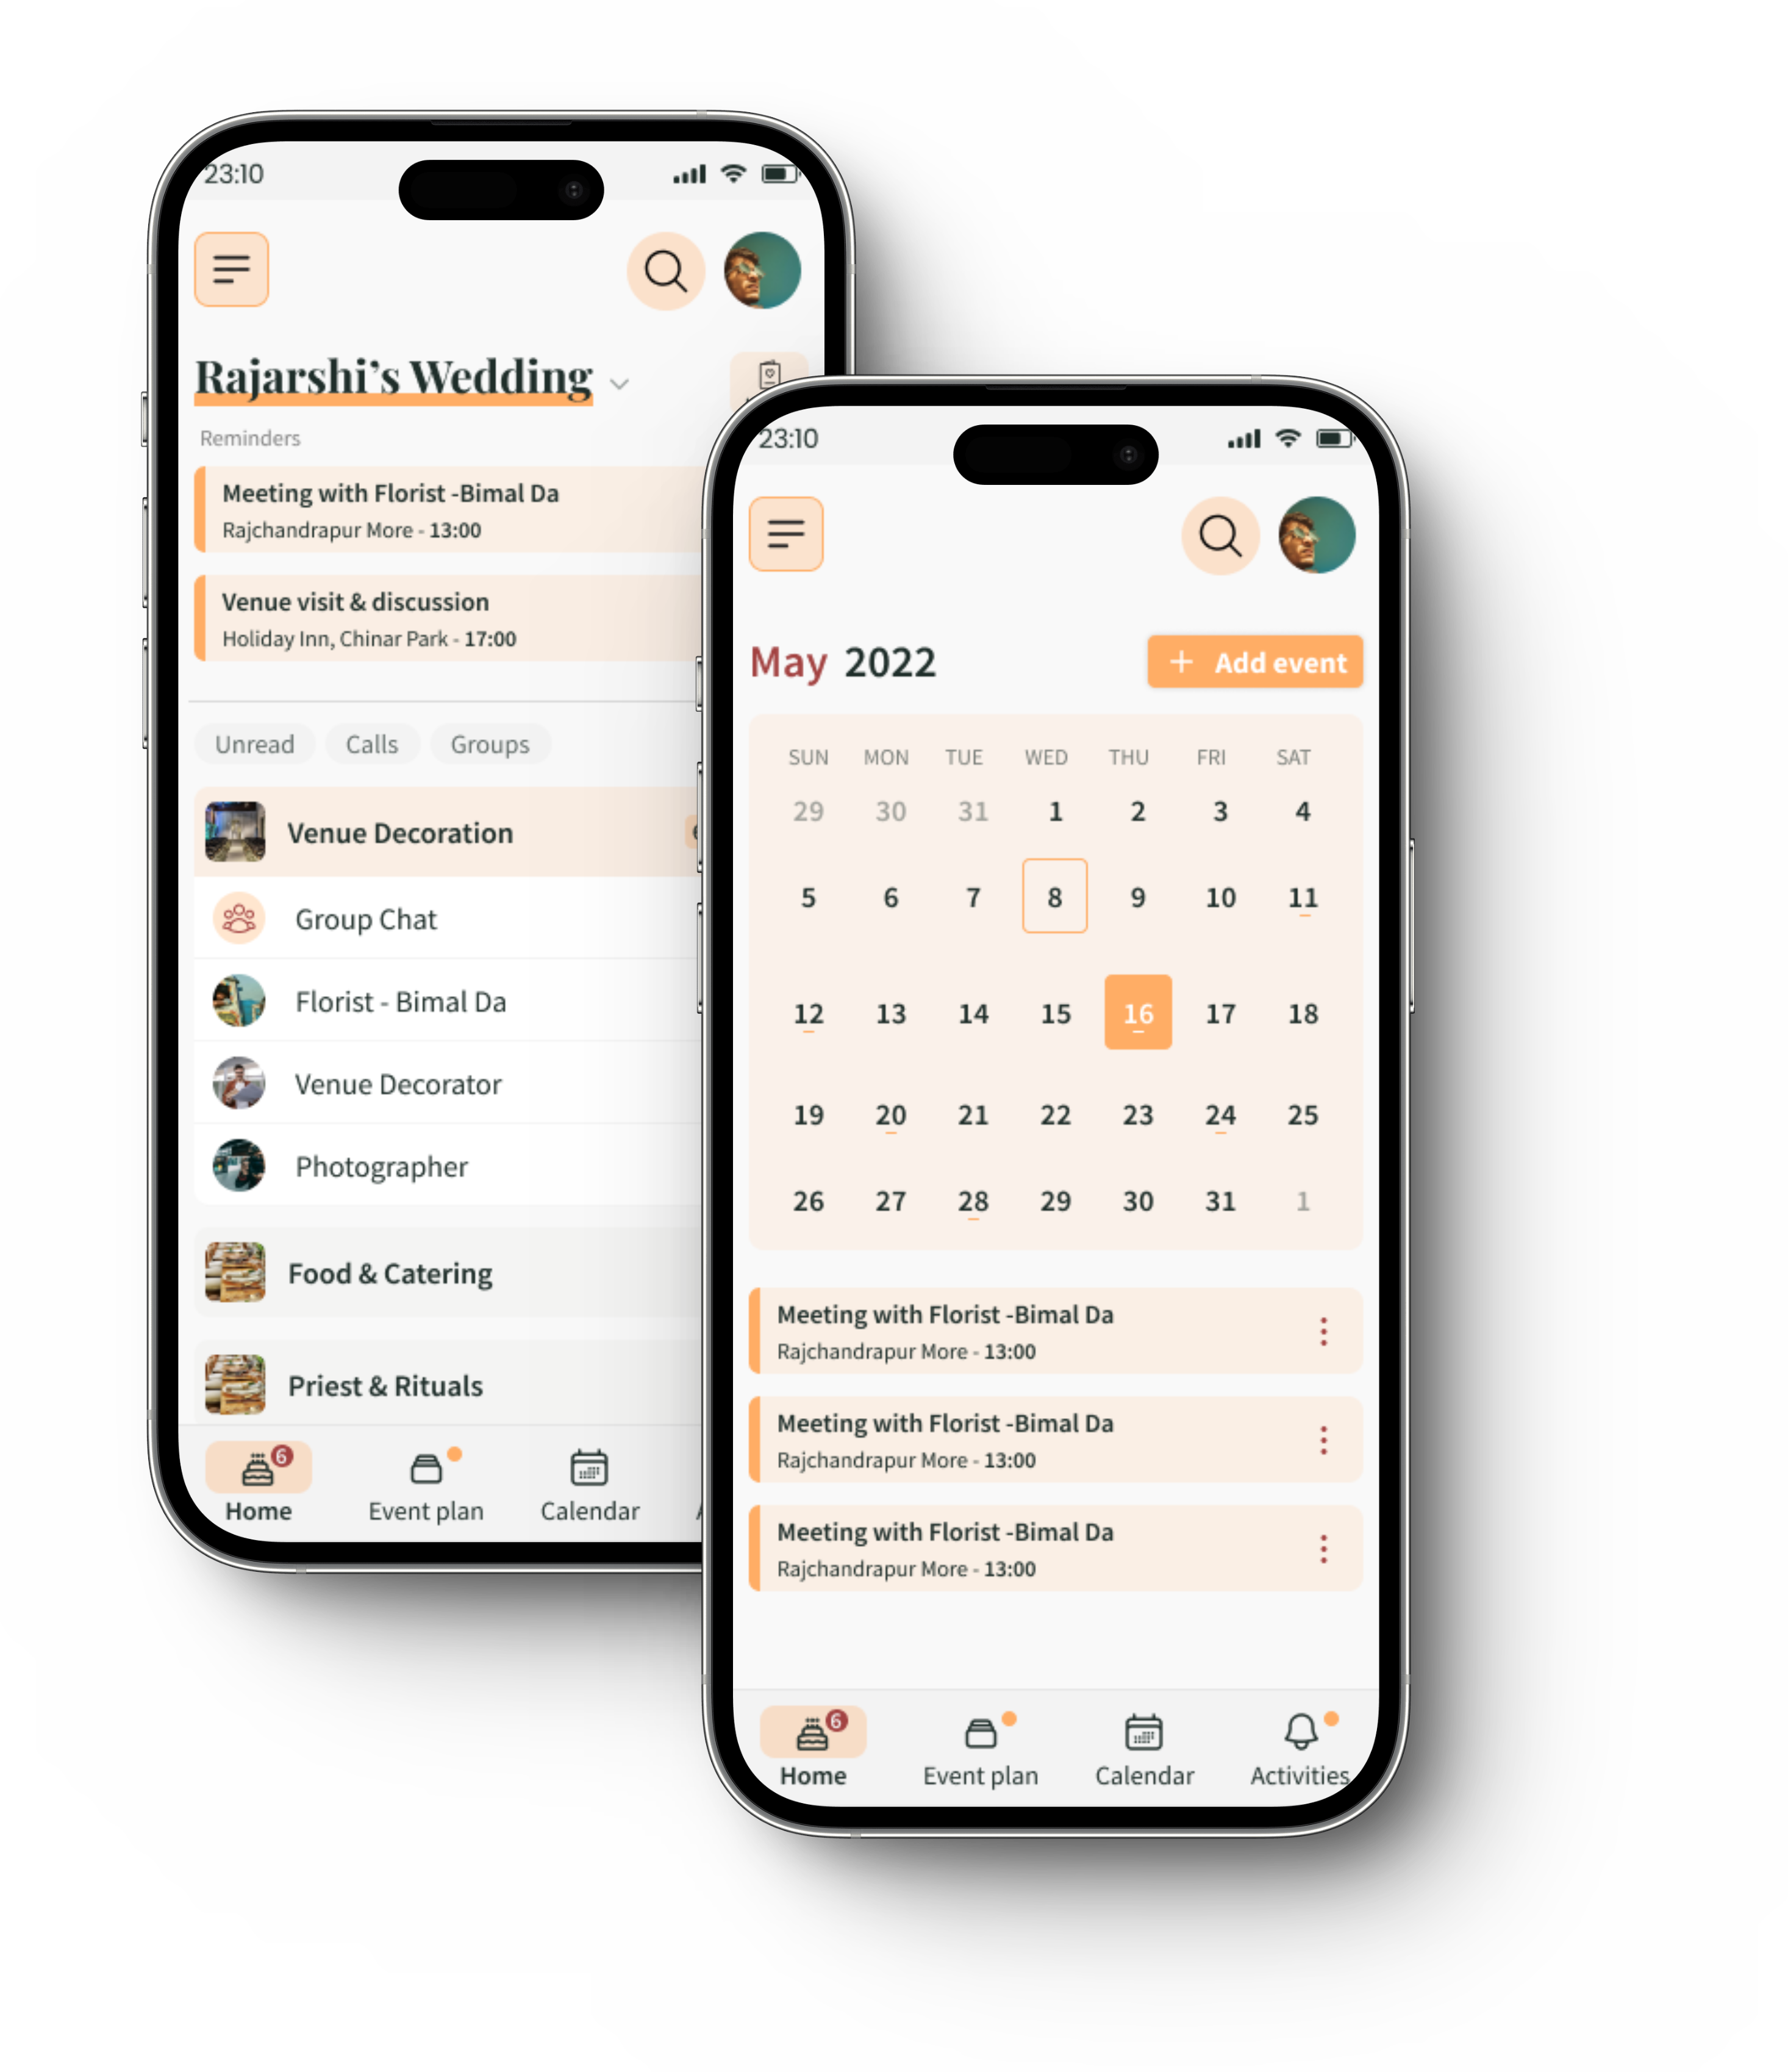 23:10
Rajarshi's Wedding
Reminders
Meeting with Florist -Bimal Da
Rajchandrapur More - 13:00
Venue visit & discussion
Holiday Inn, Chinar Park - 17:00
Unread Calls Groups
Venue Decoration
Group Chat
Florist - Bimal Da
Venue Decorator
Photographer
Food & Catering
Priest & Rituals
6
Home Event plan Calendar
23:10
May 2022 + Add event
SUN MON TUE WED THU FRI SAT
29 30 31 1 2 3 4
5 6 7 8 9 10 11
12 13 14 15 16 17 18
19 20 21 22 23 24 25
26 27 28 29 30 31 1
Meeting with Florist -Bimal Da
Rajchandrapur More - 13:00
Meeting with Florist -Bimal Da
Rajchandrapur More - 13:00
Meeting with Florist -Bimal Da
Rajchandrapur More - 13:00
6
Home Event plan Calendar Activities